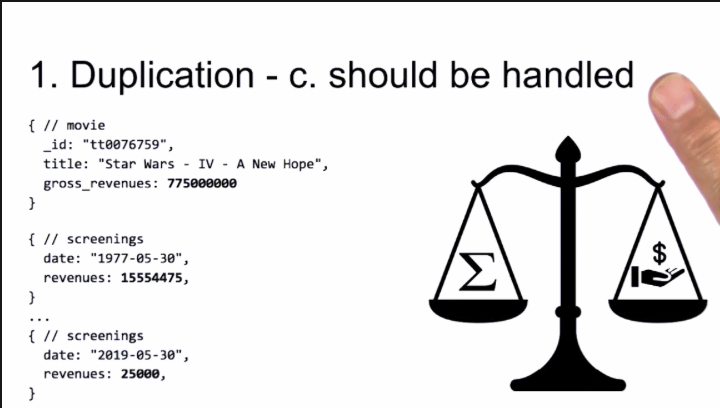 1. Duplication - c. should be handled
{ // movie
_id: "tt0076759",
title: "Star Wars - IV - A New Hope",
gross_revenues: 775000000
}
{ // screenings
date: "1977-05-30",
revenues: 15554475,
}
...
{ // screenings
date: "2019-05-30",
revenues: 25000,
}
Σ
$